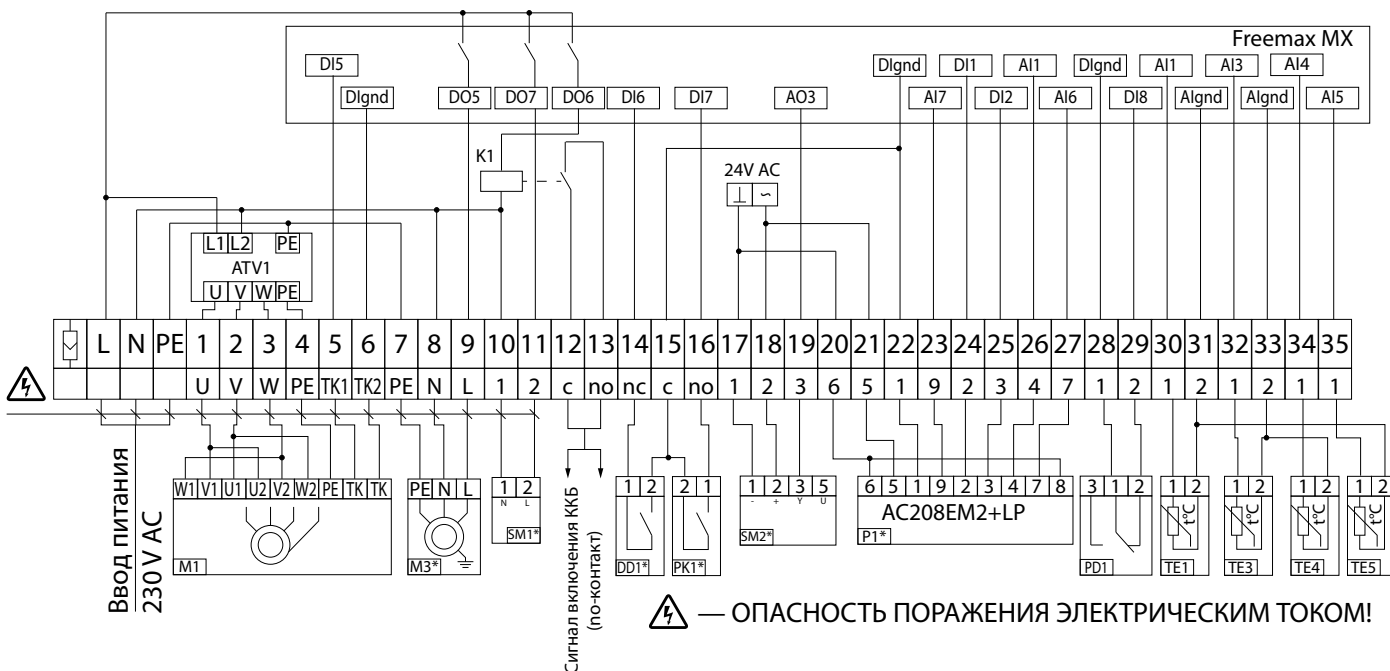 Freemax MX
DI5 DIgnd DI1 AI1 DIgnd AI1 AI3 AI4
DIgnd DO5 DO7 DO6 DI6 DI7 AO3 AI7 DI2 AI6 DI8 AIgnd AIgnd AI5
K1
24V AC
⊥ ~
L1 L2 PE
ATV1
U V W PE
L N PE 1 2 3 4 5 6 7 8 9 10 11 12 13 14 15 16 17 18 19 20 21 22 23 24 25 26 27 28 29 30 31 32 33 34 35
U V W PE TK1 TK2 PE N L 1 2 c no nc c no 1 2 3 6 5 1 9 2 3 4 7 1 2 1 2 1 2 1 1
Ввод питания
230 V AC
W1 V1 U1 U2 V2 W2 PE TK TK
M1
PE N L
M3*
1 2
N L
SM1*
Сигнал включения ККБ
(no-контакт)
1 2
DD1*
2 1
PK1*
1 2 3 5
- + Y U
SM2*
6 5 1 9 2 3 4 7 8
AC208EM2+LP
P1*
3 1 2
PD1
1 2
t°C
TE1
1 2
t°C
TE3
1 2
t°C
TE4
1 2
t°C
TE5
— ОПАСНОСТЬ ПОРАЖЕНИЯ ЭЛЕКТРИЧЕСКИМ ТОКОМ!